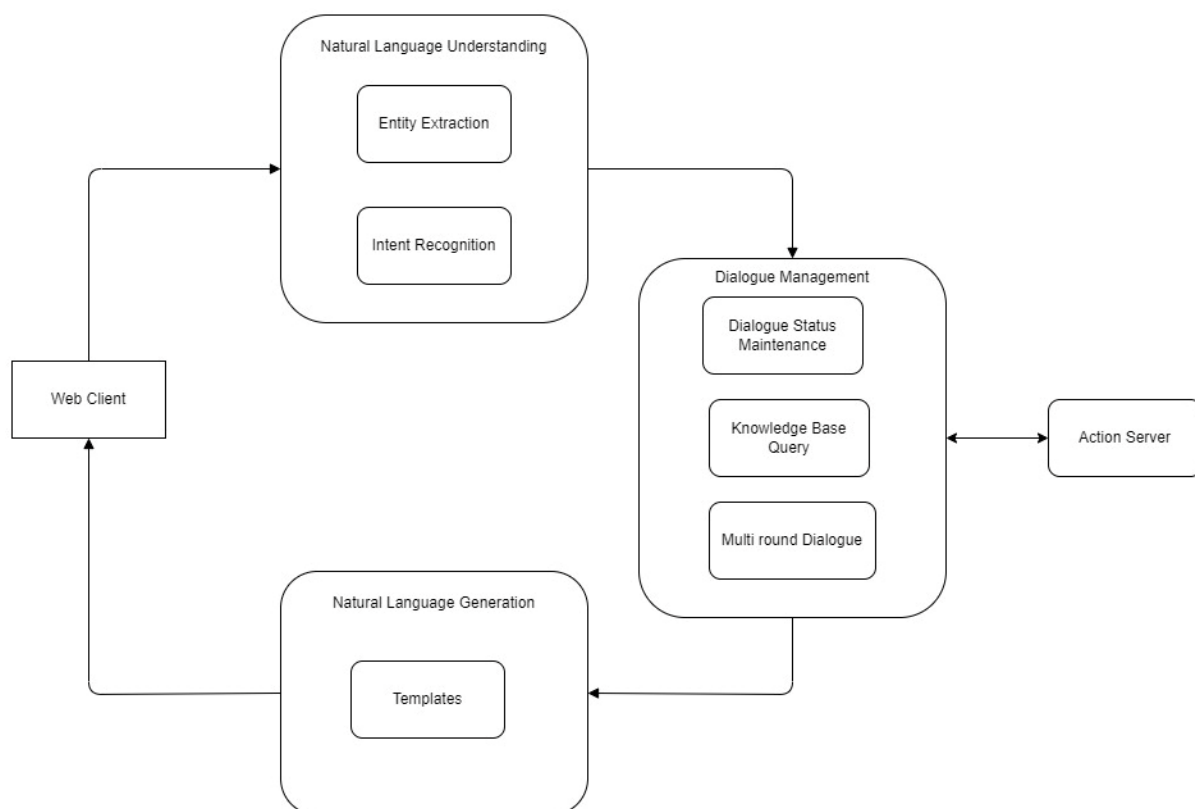 Natural Language Understanding
Entity Extraction
Intent Recognition
Dialogue Management
Dialogue Status
Maintenance
Web Client
Knowledge Base
Query
Action Server
Multi round Dialogue
Natural Language Generation
Templates